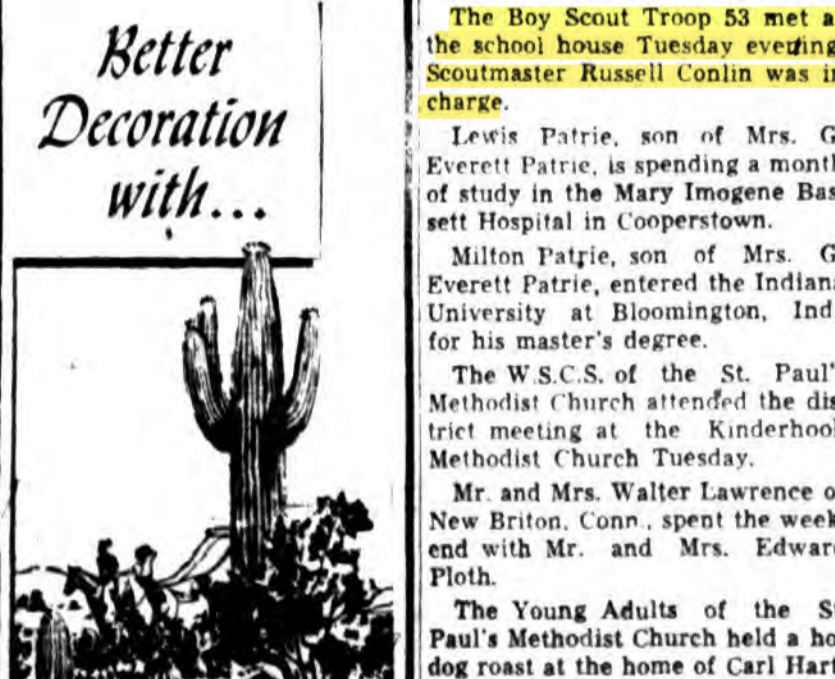 Better
Decoration
with...
The Boy Scout Troop 53 met a
the school house Tuesday evening
Scoutmaster Russell Conlin was i
charge.
Lewis Patrie, son of Mrs. G
Everett Patrie, is spending a mont
of study in the Mary Imogene Bas
sett Hospital in Cooperstown.
Milton Patrie, son of Mrs. G
Everett Patrie, entered the Indian
University at Bloomington, Ind
for his master's degree.
The W.S.C.S. of the St. Paul'
Methodist Church attended the dis
trict meeting at the Kinderhoo
Methodist Church Tuesday.
Mr. and Mrs. Walter Lawrence o
New Briton, Conn., spent the week
end with Mr. and Mrs. Edwar
Ploth.
The Young Adults of the S
Paul's Methodist Church held a ho
dog roast at the home of Carl Hart